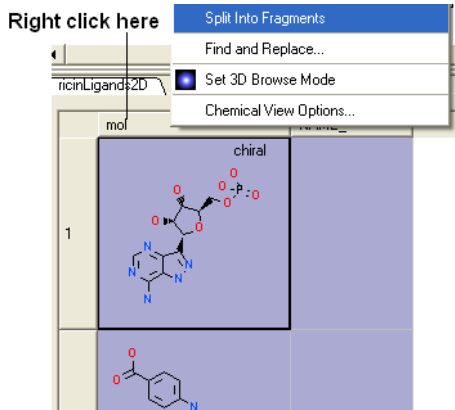 Right click here
Split Into Fragments
Find and Replace...
Set 3D Browse Mode
Chemical View Options...
ricinLigands2D
mol
NAME_
chiral
1
O
O
O
P
O
O
O
O
O
N
N
N
N
N
N
O
O
N